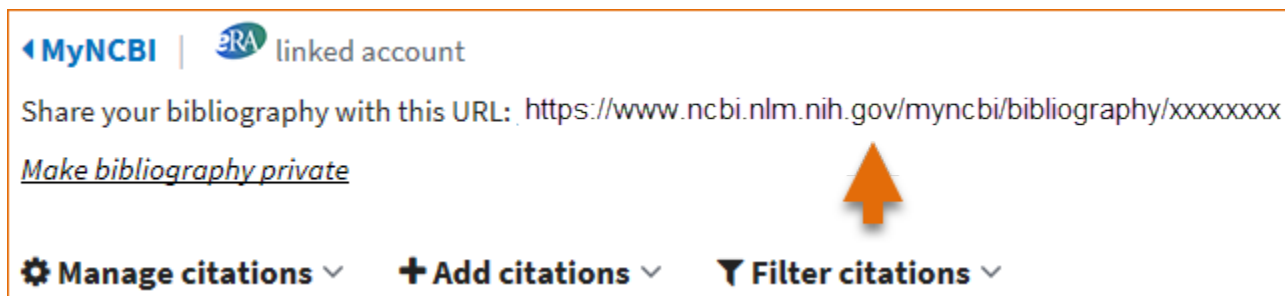 MyNCBI | eRA linked account
Share your bibliography with this URL: https://www.ncbi.nlm.nih.gov/myncbi/bibliography/xxxxxxxx
Make bibliography private
Manage citations Add citations Filter citations